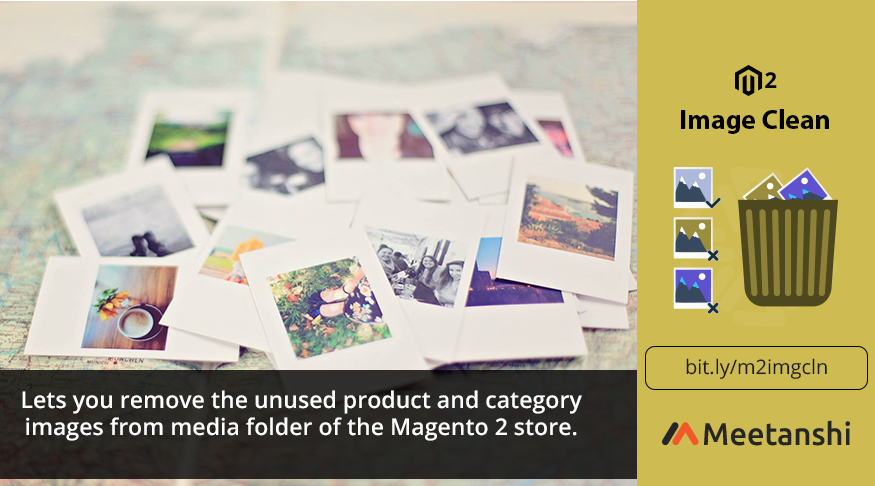 Lets you remove the unused product and category
images from media folder of the Magento 2 store.
2
Image Clean
bit.ly/m2imgcln
Meetanshi